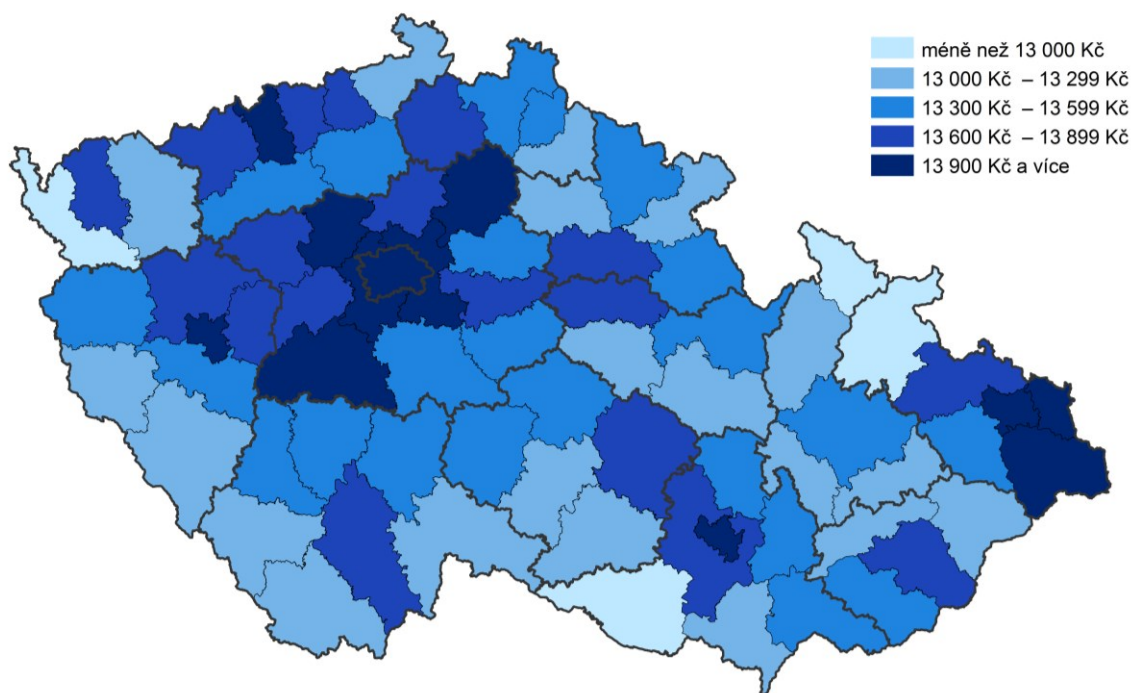 méně než 13 000 Kč
13 000 Kč – 13 299 Kč
13 300 Kč – 13 599 Kč
13 600 Kč – 13 899 Kč
13 900 Kč a více